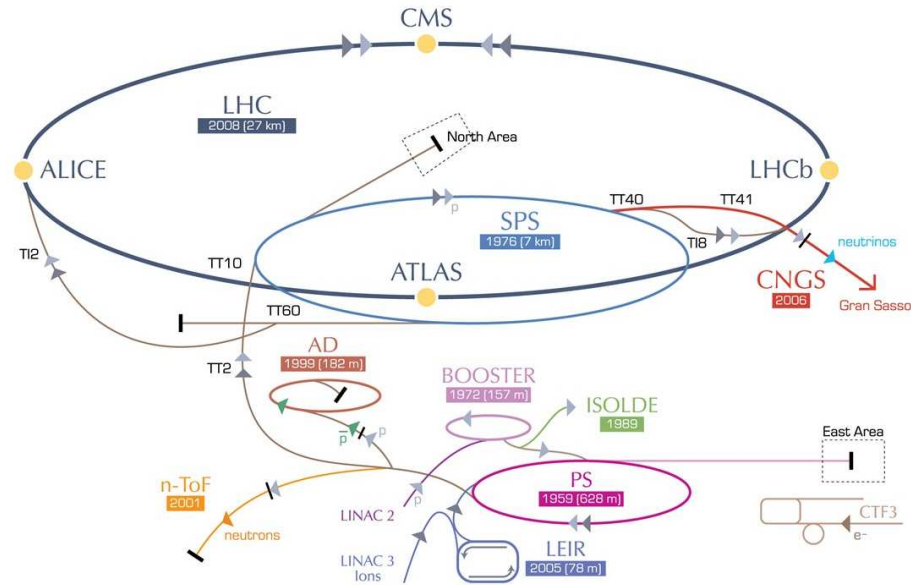 CMS
LHC
2008 (27 km)
North Area
ALICE
LHCb
p
SPS
1976 (7 km)
TT40
TT41
TI8
TI2
TT10
neutrinos
ATLAS
CNGS
2006
Gran Sasso
TT60
AD
1999 (182 m)
TT2
BOOSTER
1972 (157 m)
ISOLDE
1989
p̅
p
East Area
n-ToF
2001
p
PS
1959 (628 m)
LINAC 2
neutrons
CTF3
e-
LINAC 3
Ions
LEIR
2005 (78 m)